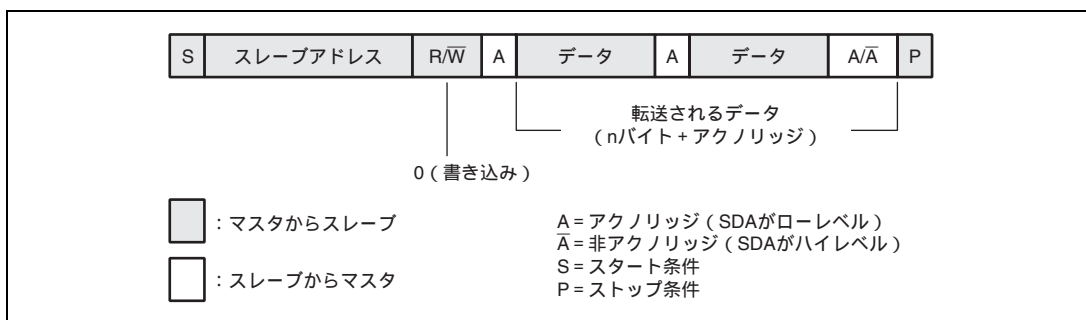 S スレーブアドレス R/W̅ A データ A データ A/A̅ P
転送されるデータ
(nバイト+アクノリッジ)
0(書き込み)
:マスタからスレーブ
:スレーブからマスタ
A=アクノリッジ(SDAがローレベル)
A̅=非アクノリッジ(SDAがハイレベル)
S=スタート条件
P=ストップ条件